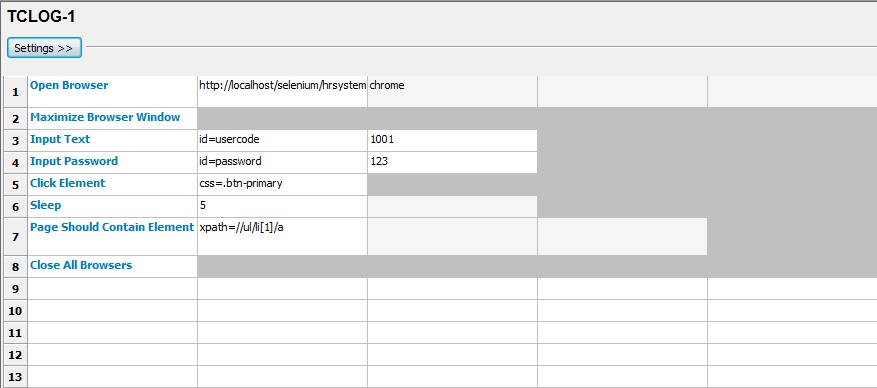 TCLOG-1
Settings >>
1 Open Browser http://localhost/selenium/hrsystem chrome
2 Maximize Browser Window
3 Input Text id=usercode 1001
4 Input Password id=password 123
5 Click Element css=.btn-primary
6 Sleep 5
7 Page Should Contain Element xpath=//ul/li[1]/a
8 Close All Browsers
9
10
11
12
13